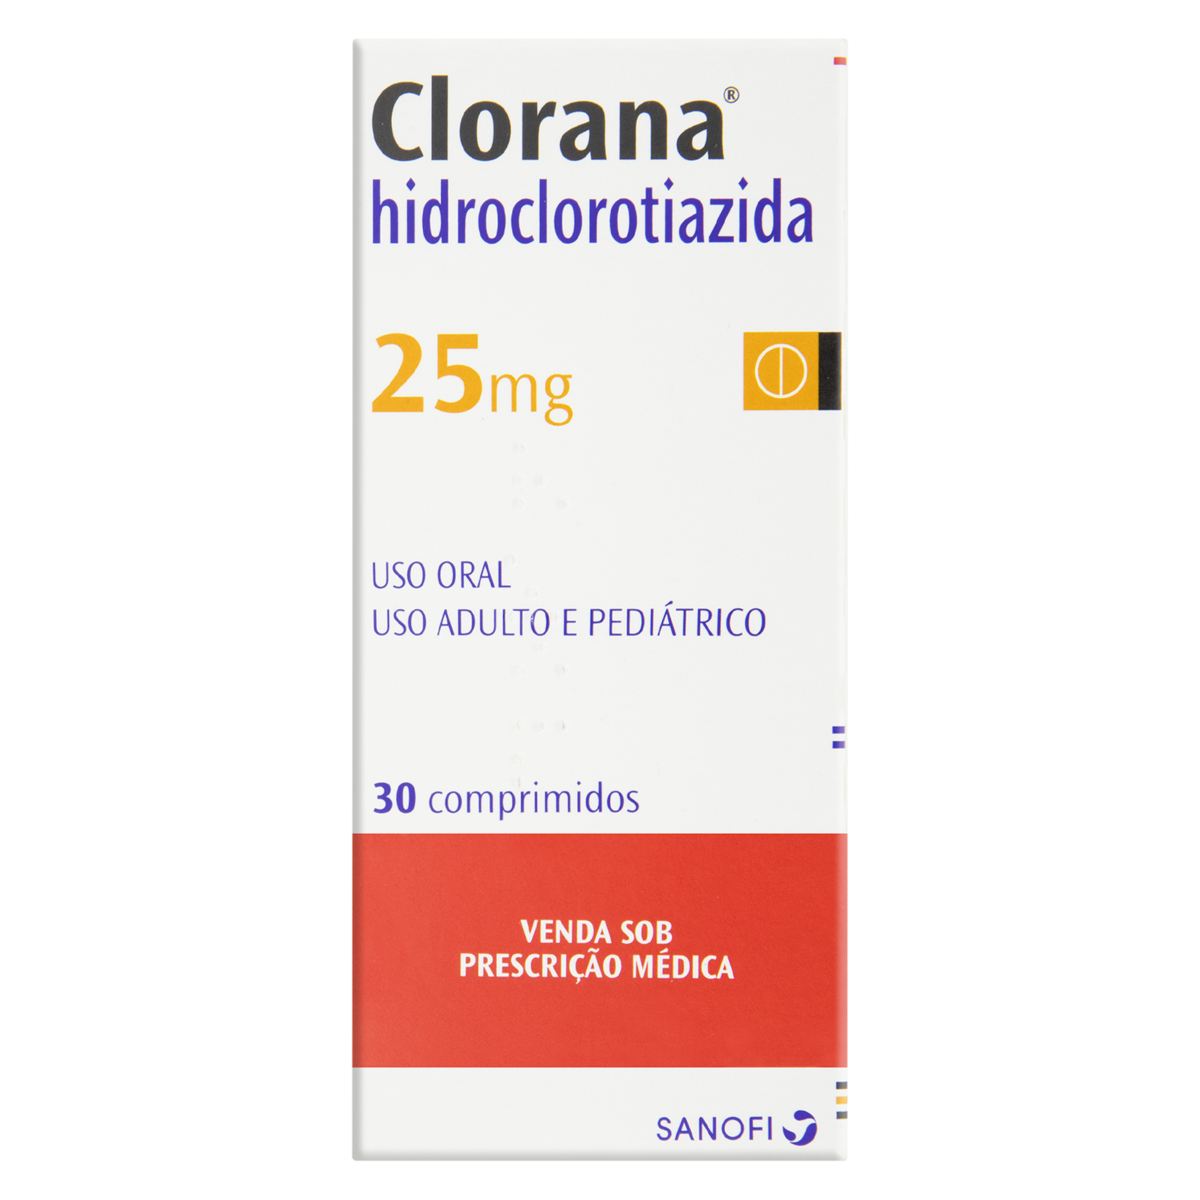 Clorana®
hidroclorotiazida
25mg
USO ORAL
USO ADULTO E PEDIÁTRICO
30 comprimidos
VENDA SOB
PRESCRIÇÃO MÉDICA
SANOFI